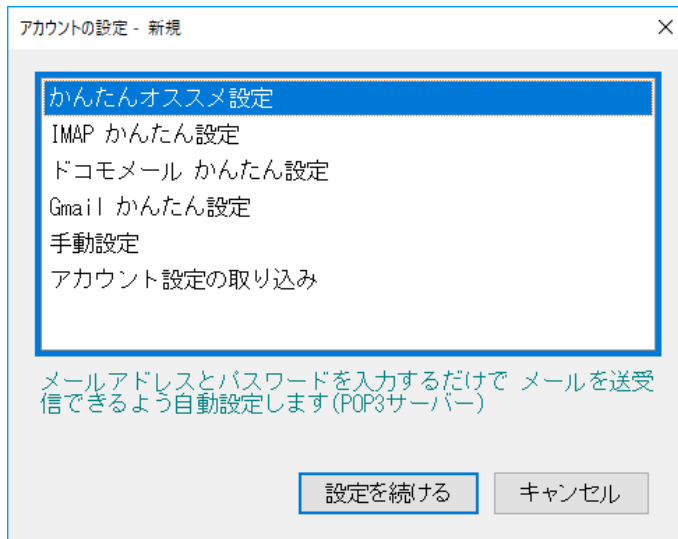 アカウントの設定 - 新規
かんたんオススメ設定
IMAP かんたん設定
ドコモメール かんたん設定
Gmail かんたん設定
手動設定
アカウント設定の取り込み
メールアドレスとパスワードを入力するだけで メールを送受
信できるよう自動設定します(POP3サーバー)
設定を続ける
キャンセル